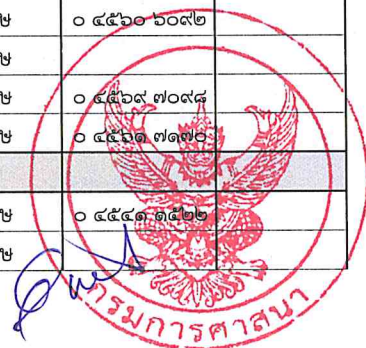 ษ ๐ ๔๕๖๐ ๖๐๙๒
ษ
ษ ๐ ๔๕๖๙ ๗๐๙๘
ษ ๐ ๔๕๖๑ ๗๑๗๐
ษ ๐ ๔๕๔๑ ๑๕๒๒
ษ
กรมการศาสนา